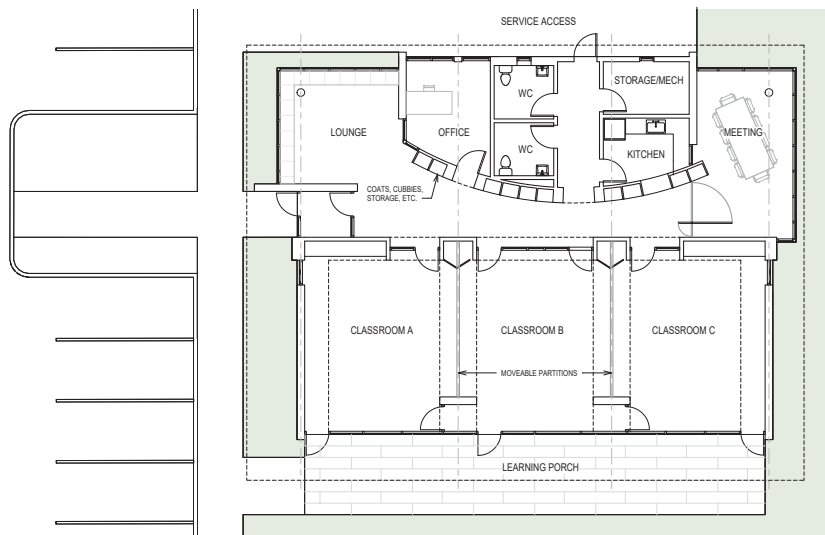 SERVICE ACCESS
WC
STORAGE/MECH
LOUNGE
OFFICE
MEETING
WC
KITCHEN
COATS, CUBBIES,
STORAGE, ETC.
CLASSROOM A
CLASSROOM B
CLASSROOM C
MOVEABLE PARTITIONS
LEARNING PORCH